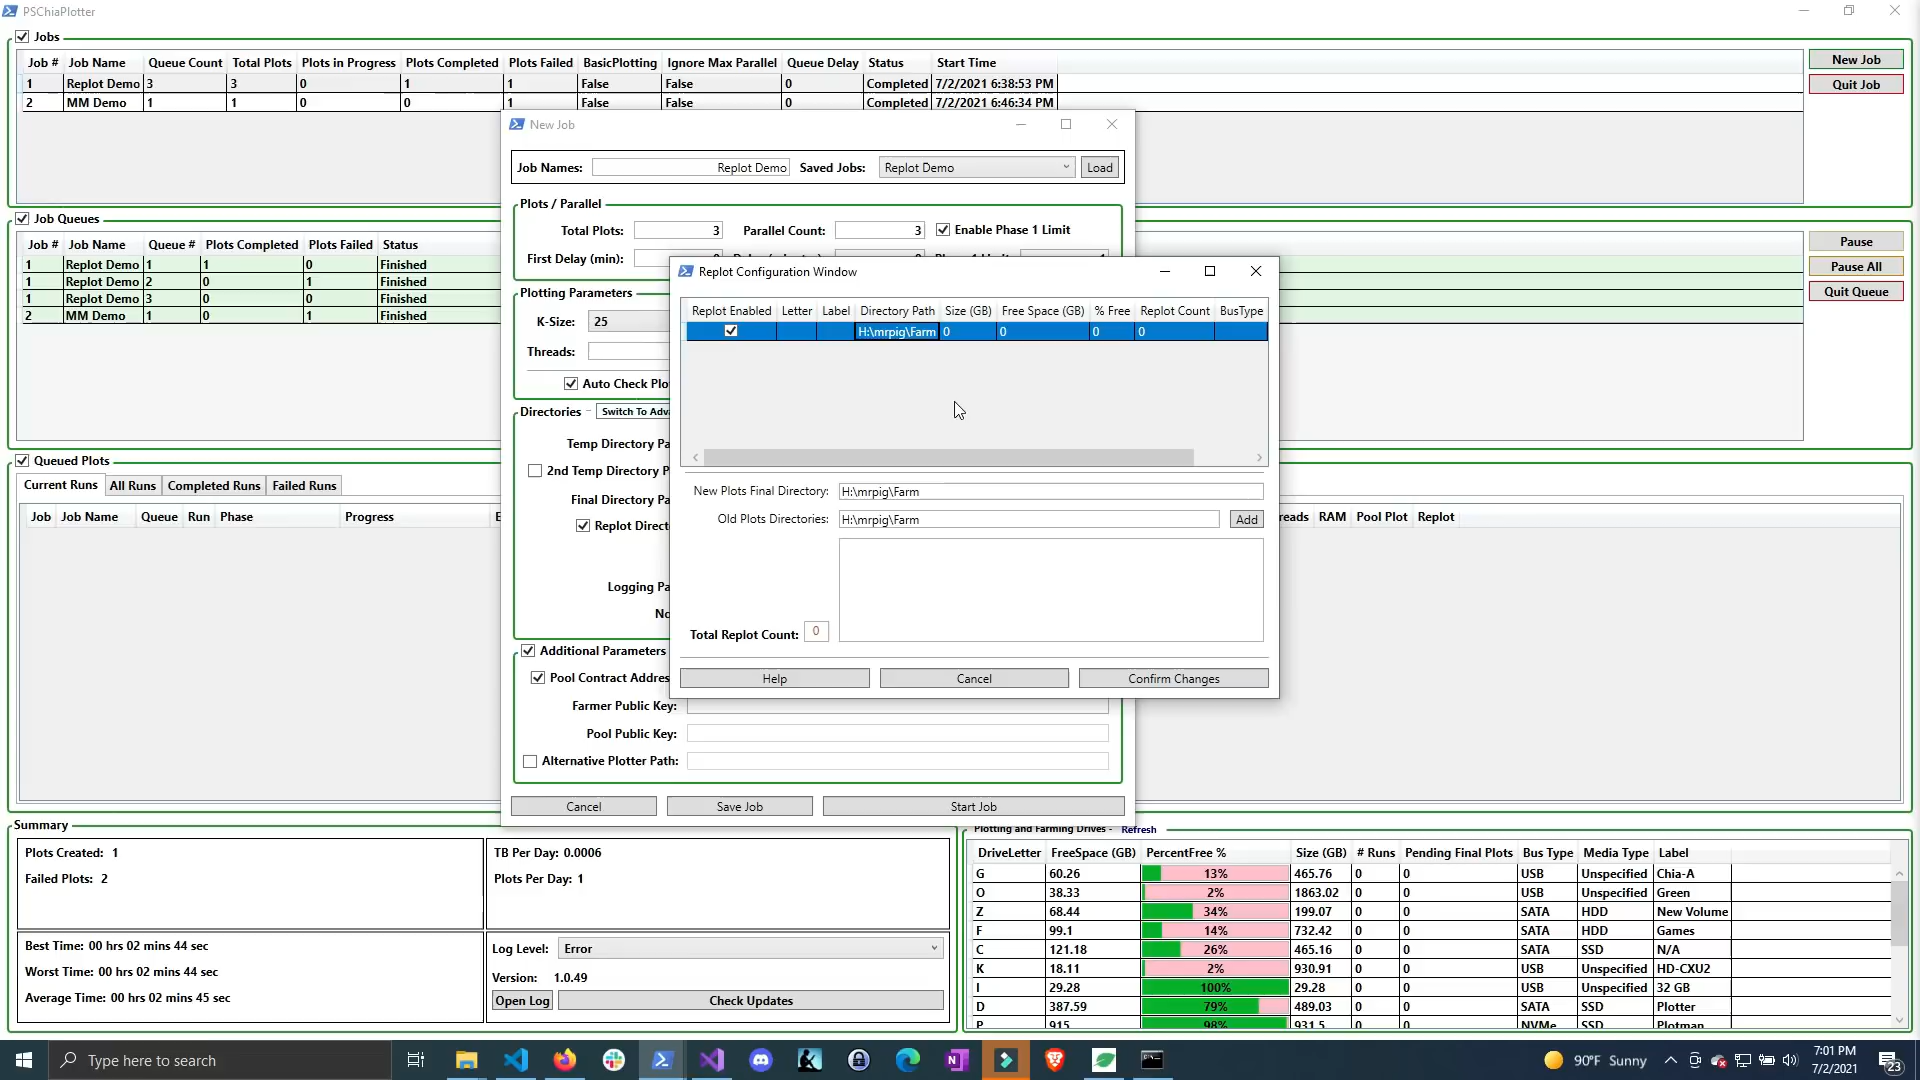 PSChiaPlotter
Jobs
Job # Job Name Queue Count Total Plots Plots in Progress Plots Completed Plots Failed BasicPlotting Ignore Max Parallel Queue Delay Status Start Time
1 Replot Demo 3 3 0 1 1 False False 0 Completed 7/2/2021 6:38:53 PM
2 MM Demo 1 1 0 0 1 False False 0 Completed 7/2/2021 6:46:34 PM
New Job
Quit Job
New Job
Job Names: Replot Demo Saved Jobs: Replot Demo Load
Plots / Parallel
Total Plots: 3 Parallel Count: 3 Enable Phase 1 Limit
First Delay (min):
Plotting Parameters
K-Size: 25
Threads:
Auto Check Plo
Directories - Switch To Adva
Temp Directory Pa
2nd Temp Directory P
Final Directory Pa
Replot Direct
Logging Pa
No
Additional Parameters
Pool Contract Addres
Farmer Public Key:
Pool Public Key:
Alternative Plotter Path:
Cancel Save Job Start Job
Replot Configuration Window
Replot Enabled Letter Label Directory Path Size (GB) Free Space (GB) % Free Replot Count BusType
H:\mrpig\Farm 0 0 0 0
New Plots Final Directory: H:\mrpig\Farm
Old Plots Directories: H:\mrpig\Farm Add
Total Replot Count: 0
Help Cancel Confirm Changes
Job Queues
Job # Job Name Queue # Plots Completed Plots Failed Status
1 Replot Demo 1 1 0 Finished
1 Replot Demo 2 0 1 Finished
1 Replot Demo 3 0 0 Finished
2 MM Demo 1 0 1 Finished
Pause
Pause All
Quit Queue
Queued Plots
Current Runs All Runs Completed Runs Failed Runs
Job Job Name Queue Run Phase Progress E reads RAM Pool Plot Replot
Summary
Plots Created: 1
Failed Plots: 2
TB Per Day: 0.0006
Plots Per Day: 1
Best Time: 00 hrs 02 mins 44 sec
Worst Time: 00 hrs 02 mins 44 sec
Average Time: 00 hrs 02 mins 45 sec
Log Level: Error
Version: 1.0.49
Open Log Check Updates
Plotting and Farming Drives - Refresh
DriveLetter FreeSpace (GB) PercentFree % Size (GB) # Runs Pending Final Plots Bus Type Media Type Label
G 60.26 13% 465.76 0 0 USB Unspecified Chia-A
O 38.33 2% 1863.02 0 0 USB Unspecified Green
Z 68.44 34% 199.07 0 0 SATA HDD New Volume
F 99.1 14% 732.42 0 0 SATA HDD Games
C 121.18 26% 465.16 0 0 SATA SSD N/A
K 18.11 2% 930.91 0 0 USB Unspecified HD-CXU2
I 29.28 100% 29.28 0 0 USB Unspecified 32 GB
D 387.59 79% 489.03 0 0 SATA SSD Plotter
P 915 98% 931.5 0 0 NVMe SSD Plotman
Type here to search
90°F Sunny
7:01 PM
7/2/2021
23